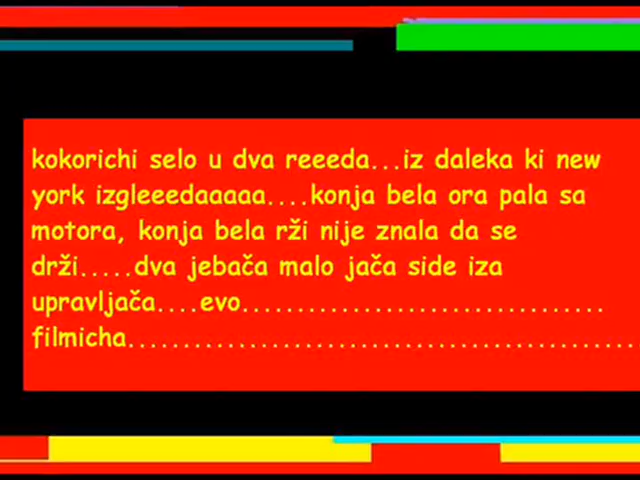 kokorichi selo u dva reeeda...iz daleka ki new
york izgleeedaaaaa....konja bela ora pala sa
motora, konja bela rži nije znala da se
drži.....dva jebača malo jača side iza
upravljača....evo.................................
filmicha...............................................